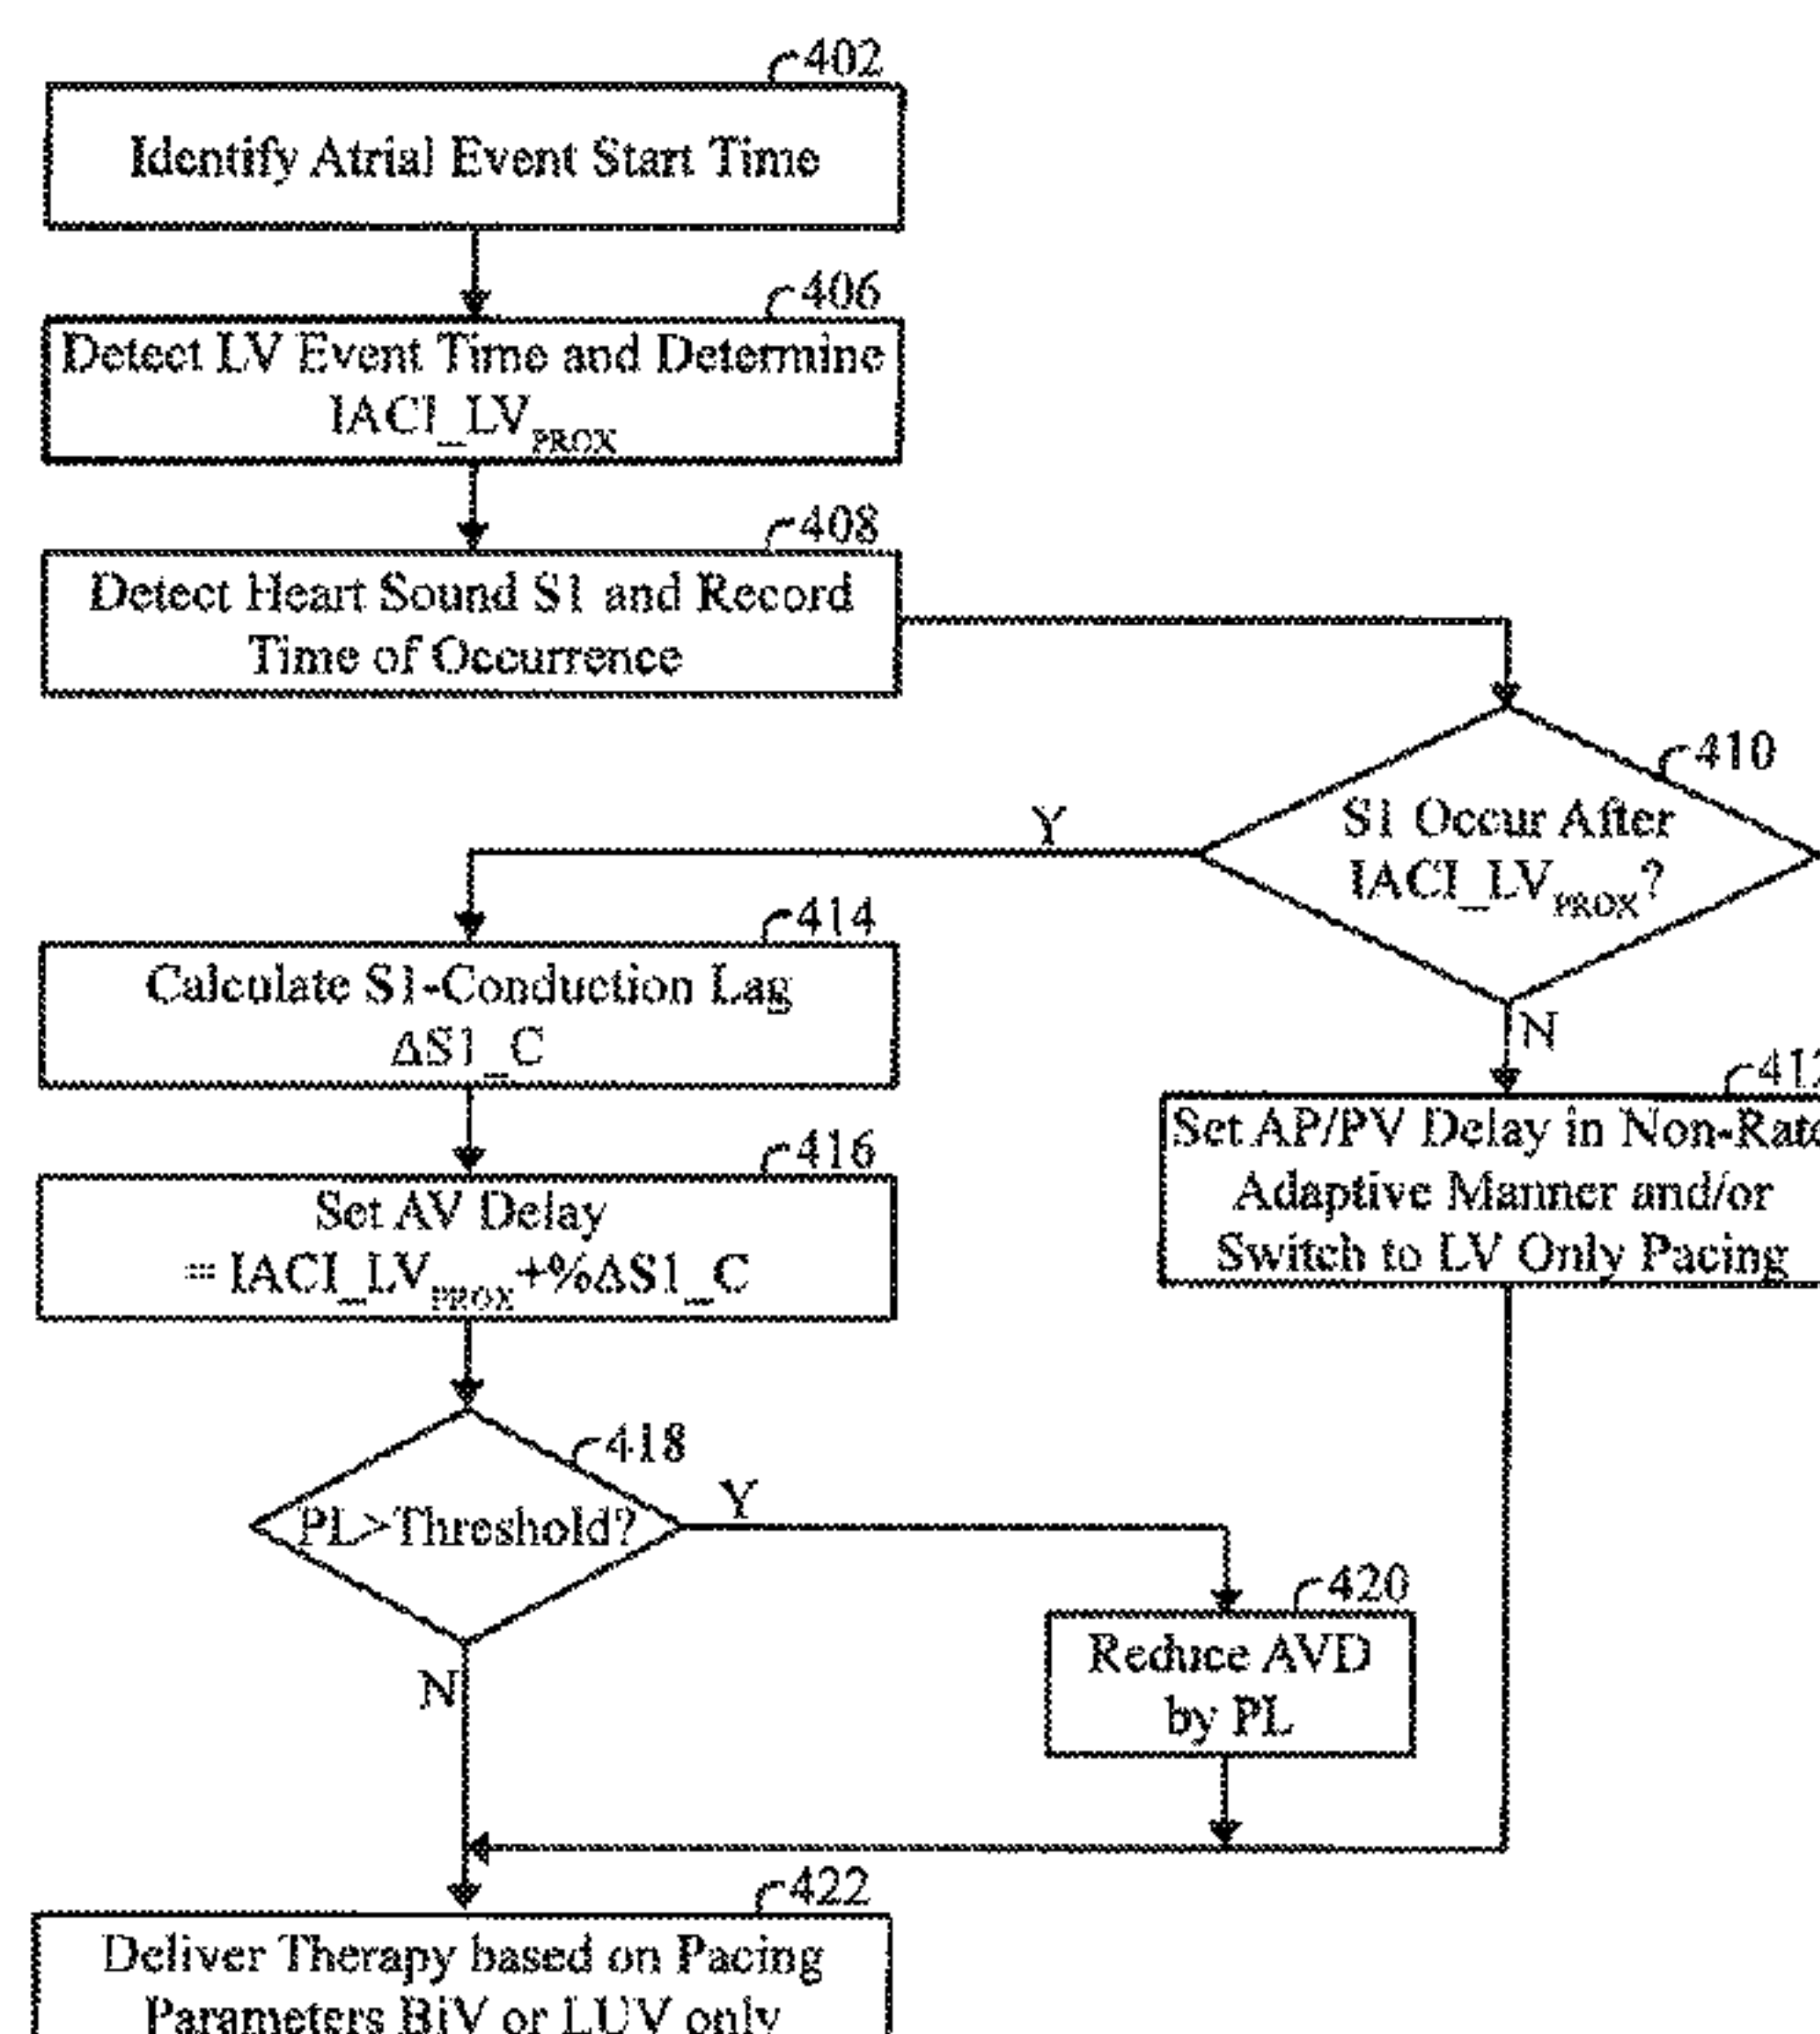 402
Identify Atrial Event Start Time
406
Detect LV Event Time and Determine
IACI_LVPROX
408
Detect Heart Sound S1 and Record
Time of Occurrence
410
S1 Occur After
IACI_LVPROX?
Y
N
414
Calculate S1-Conduction Lag
ΔS1_C
412
Set AP/PV Delay in Non-Rate
Adaptive Manner and/or
Switch to LV Only Pacing
416
Set AV Delay
= IACI_LVPROX+%ΔS1_C
418
PL>Threshold?
Y
N
420
Reduce AVD
by PL
422
Deliver Therapy based on Pacing
Parameters BiV or LUV only